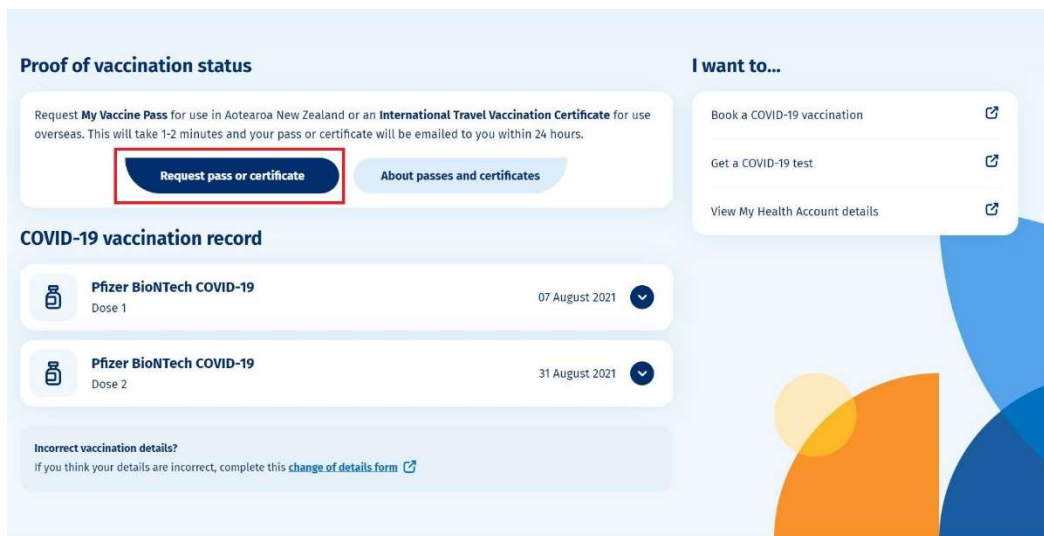 Proof of vaccination status
Request My Vaccine Pass for use in Aotearoa New Zealand or an International Travel Vaccination Certificate for use
overseas. This will take 1-2 minutes and your pass or certificate will be emailed to you within 24 hours.
Request pass or certificate
About passes and certificates
COVID-19 vaccination record
Pfizer BioNTech COVID-19
Dose 1
07 August 2021
Pfizer BioNTech COVID-19
Dose 2
31 August 2021
Incorrect vaccination details?
If you think your details are incorrect, complete this change of details form
I want to...
Book a COVID-19 vaccination
Get a COVID-19 test
View My Health Account details